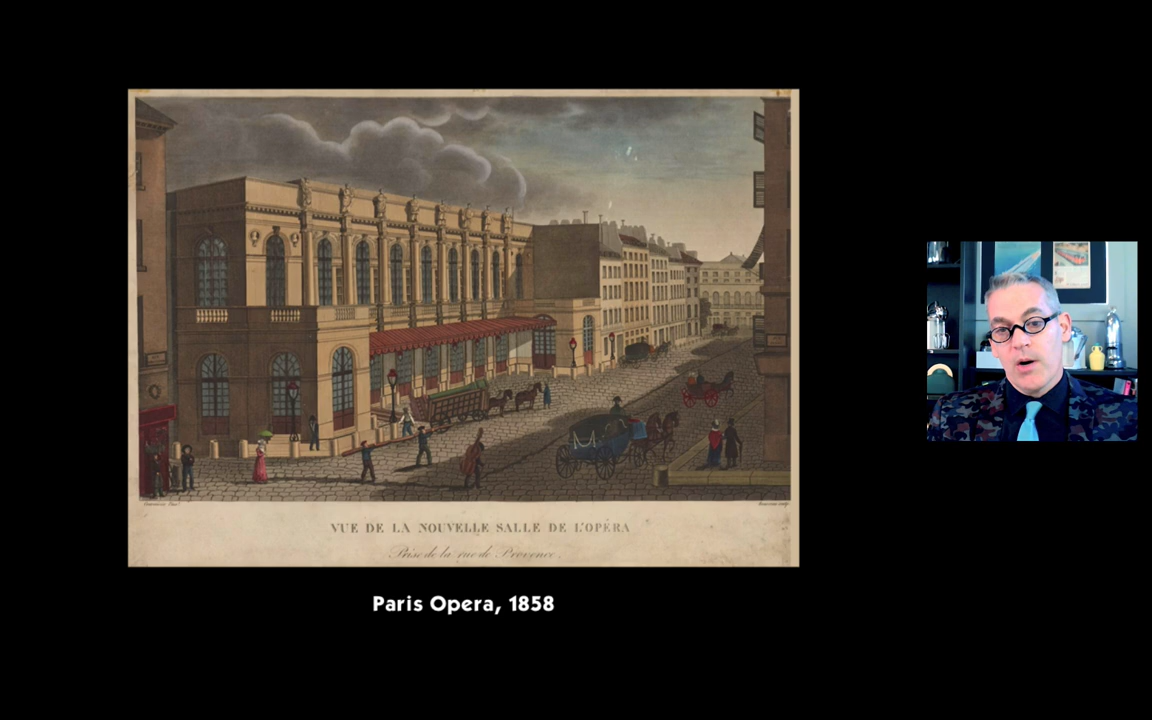 VUE DE LA NOUVELLE SALLE DE L'OPÉRA
Prise de la rue de Provence.
Paris Opera, 1858